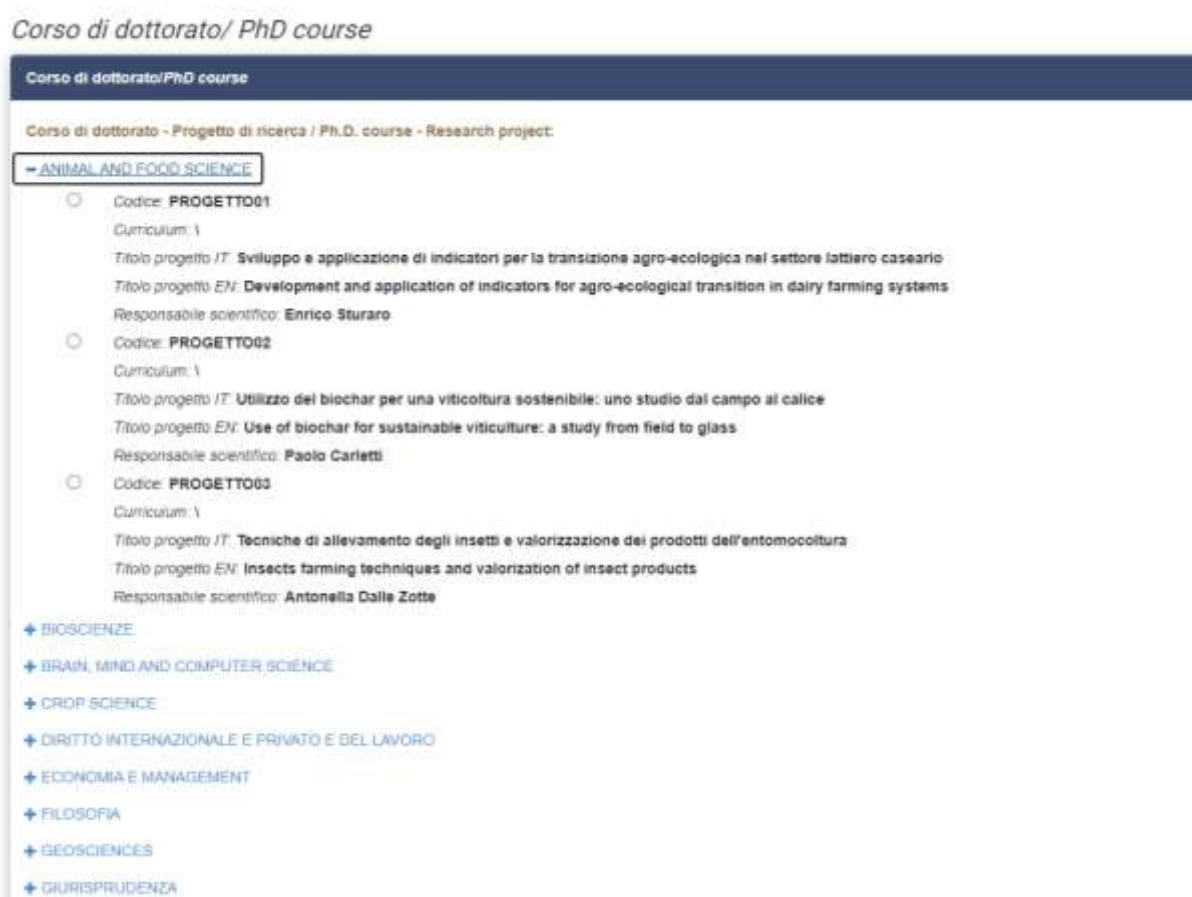 Corso di dottorato/ PhD course
Corso di dottorato/PhD course
Corso di dottorato - Progetto di ricerca / Ph.D. course - Research project:
ANIMAL AND FOOD SCIENCE
Codice: PROGETTO01
Curriculum: \
Titolo progetto IT: Sviluppo e applicazione di indicatori per la transizione agro-ecologica nel settore lattiero caseario
Titolo progetto EN: Development and application of indicators for agro-ecological transition in dairy farming systems
Responsabile scientifico: Enrico Sturaro
Codice: PROGETTO02
Curriculum: \
Titolo progetto IT: Utilizzo del biochar per una viticoltura sostenibile: uno studio dal campo al calice
Titolo progetto EN: Use of biochar for sustainable viticulture: a study from field to glass
Responsabile scientifico: Paolo Carletti
Codice: PROGETTO03
Curriculum: \
Titolo progetto IT: Tecniche di allevamento degli insetti e valorizzazione dei prodotti dell'entomocoltura
Titolo progetto EN: Insects farming techniques and valorization of insect products
Responsabile scientifico: Antonella Dalle Zotte
BIOSCIENZE
BRAIN, MIND AND COMPUTER SCIENCE
CROP SCIENCE
DIRITTO INTERNAZIONALE E PRIVATO E DEL LAVORO
ECONOMIA E MANAGEMENT
FILOSOFIA
GEOSCIENCES
GIURISPRUDENZA